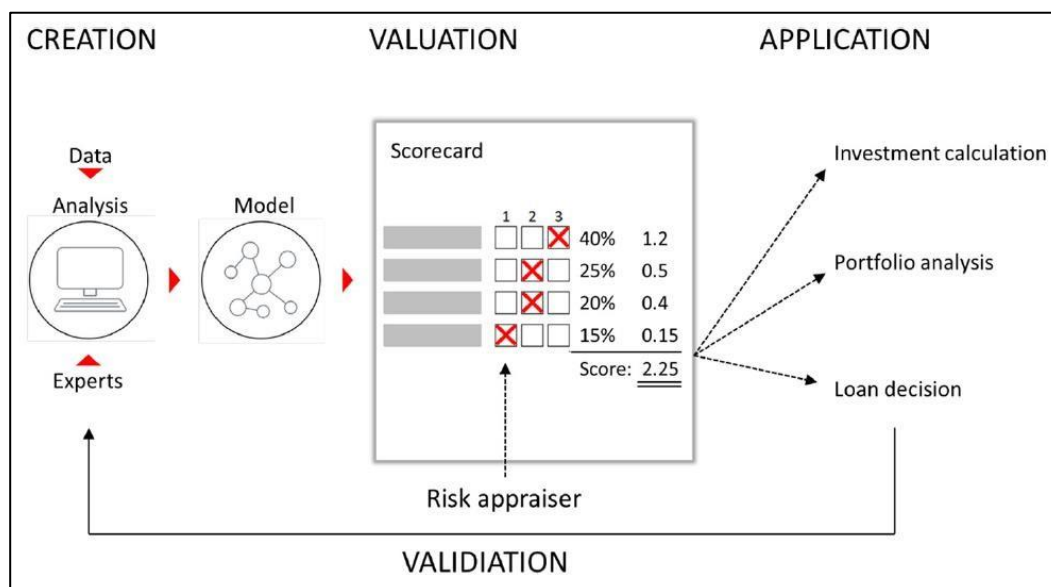 CREATION
VALUATION
APPLICATION
Data
Analysis
Model
Experts
Scorecard
1 2 3
40% 1.2
25% 0.5
20% 0.4
15% 0.15
Score: 2.25
Risk appraiser
Investment calculation
Portfolio analysis
Loan decision
VALIDIATION